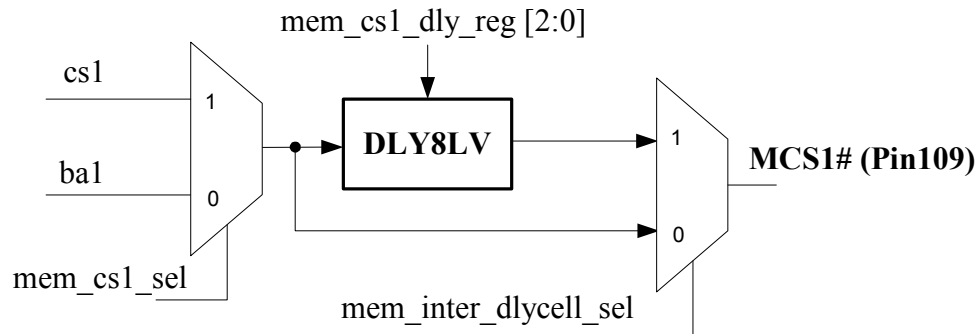 mem_cs1_dly_reg [2:0]
cs1
1
DLY8LV
1
MCS1# (Pin109)
ba1
0
0
mem_cs1_sel
mem_inter_dlycell_sel